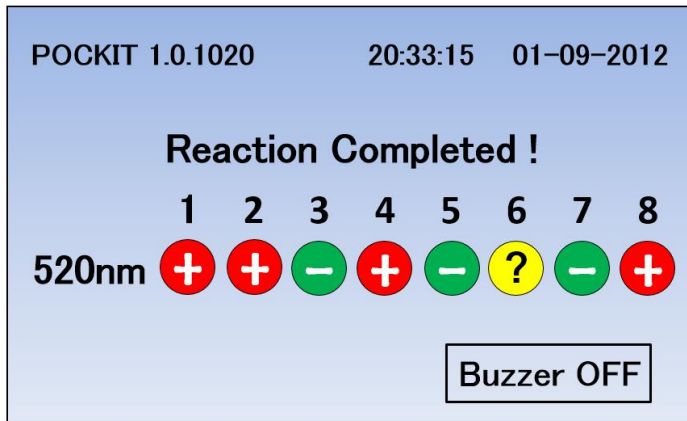 POCKIT 1.0.1020 20:33:15 01-09-2012
Reaction Completed !
1 2 3 4 5 6 7 8
520nm + + - + - ? - +
Buzzer OFF